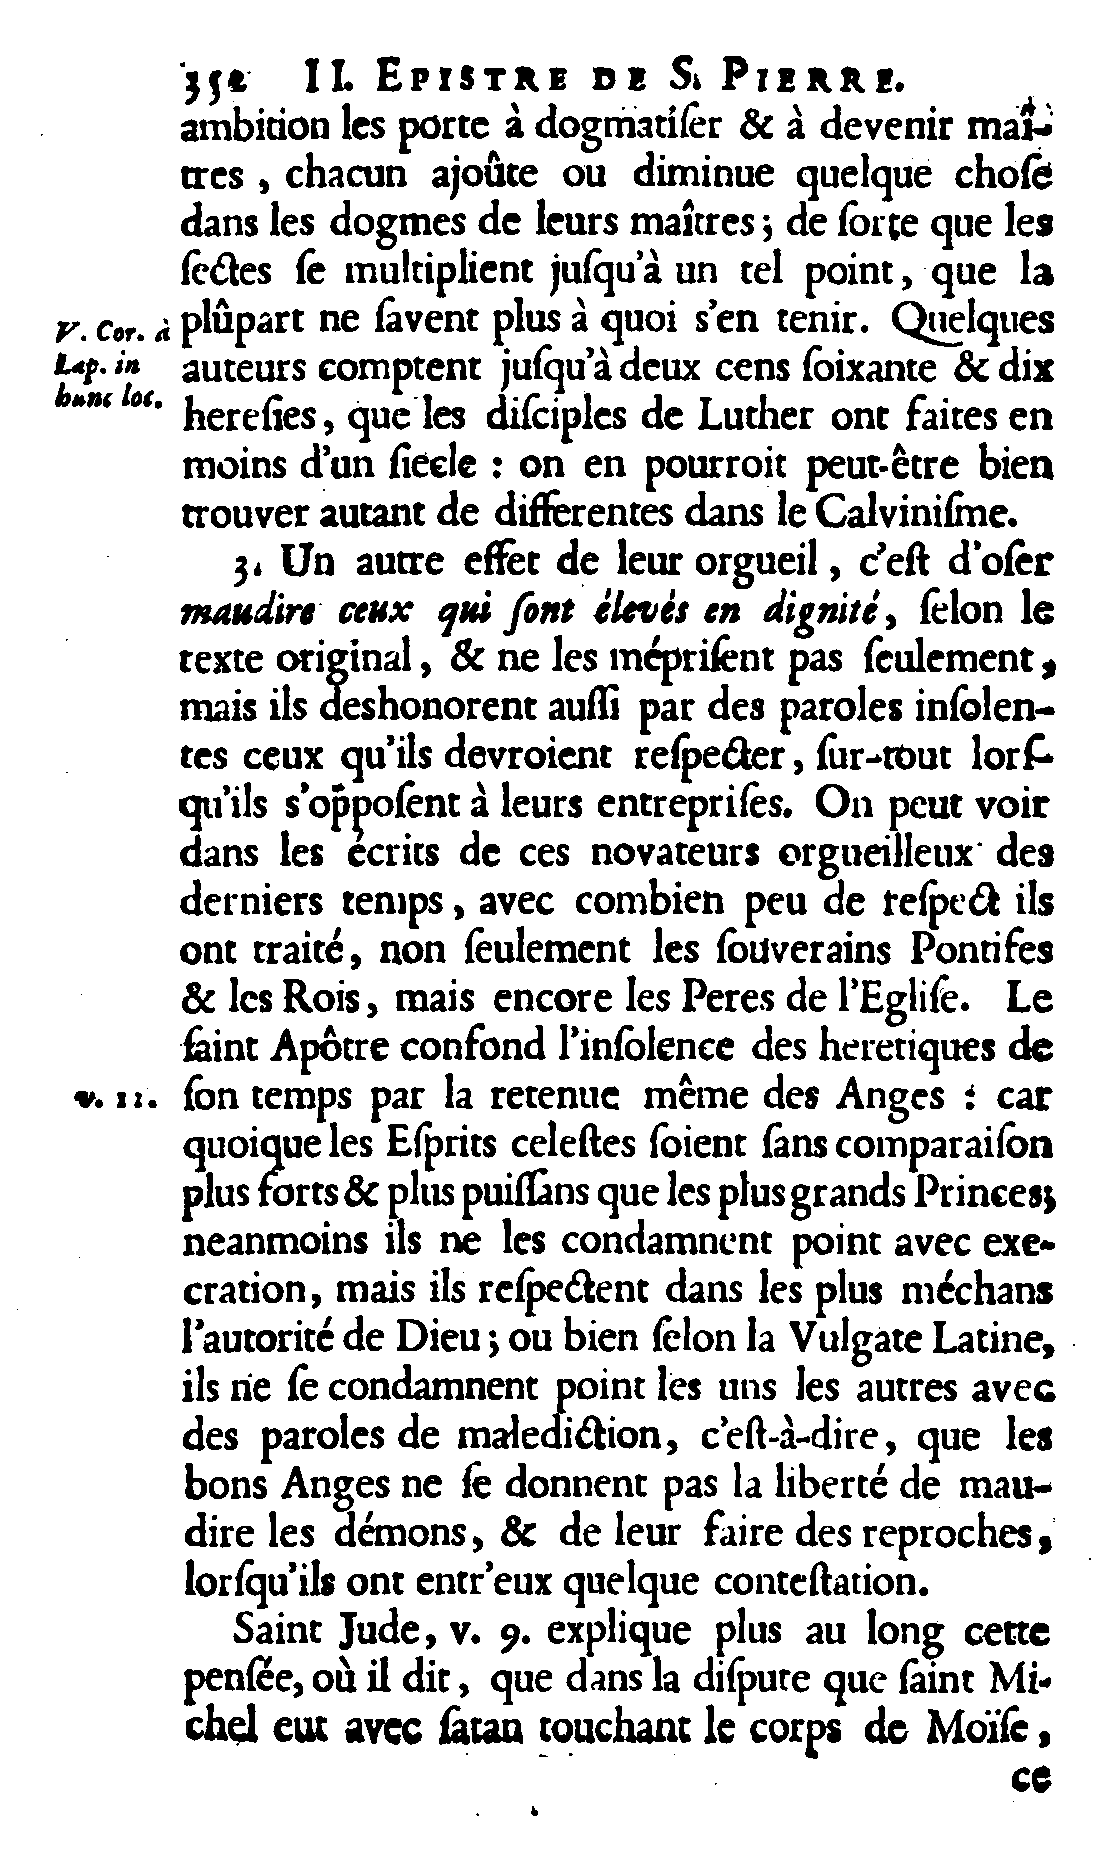 352 II. EPISTRE DE S. PIERRE.
ambition les porte à dogmatiſer & à devenir maî-
tres, chacun ajoûte ou diminue quelque choſe
dans les dogmes de leurs maîtres; de ſorte que les
ſectes ſe multiplient juſqu'à un tel point, que la
plûpart ne ſavent plus à quoi s'en tenir. Quelques
V. Cor. à
Lap. in
hunc loc.
auteurs comptent juſqu'à deux cens ſoixante & dix
hereſies, que les diſciples de Luther ont faites en
moins d'un ſiecle : on en pourroit peut-être bien
trouver autant de differentes dans le Calviniſme.
3. Un autre effet de leur orgueil, c'eſt d'oſer
maudire ceux qui ſont élevés en dignité, ſelon le
texte original, & ne les mépriſent pas ſeulement,
mais ils deshonorent auſſi par des paroles inſolen-
tes ceux qu'ils devroient reſpecter, ſur-tout lorſ-
qu'ils s'oppoſent à leurs entrepriſes. On peut voir
dans les écrits de ces novateurs orgueilleux des
derniers temps, avec combien peu de reſpect ils
ont traité, non ſeulement les ſouverains Pontifes
& les Rois, mais encore les Peres de l'Egliſe. Le
ſaint Apôtre confond l'inſolence des heretiques de
v. 11.
ſon temps par la retenue même des Anges : car
quoique les Eſprits celeſtes ſoient ſans comparaiſon
plus forts & plus puiſſans que les plus grands Princes;
neanmoins ils ne les condamnent point avec exe-
cration, mais ils reſpectent dans les plus méchans
l'autorité de Dieu; ou bien ſelon la Vulgate Latine,
ils ne ſe condamnent point les uns les autres avec
des paroles de malediction, c'eſt-à-dire, que les
bons Anges ne ſe donnent pas la liberté de mau-
dire les démons, & de leur faire des reproches,
lorſqu'ils ont entr'eux quelque conteſtation.
Saint Jude, v. 9. explique plus au long cette
penſée, où il dit, que dans la diſpute que ſaint Mi-
chel eut avec ſatan touchant le corps de Moïſe,
ce